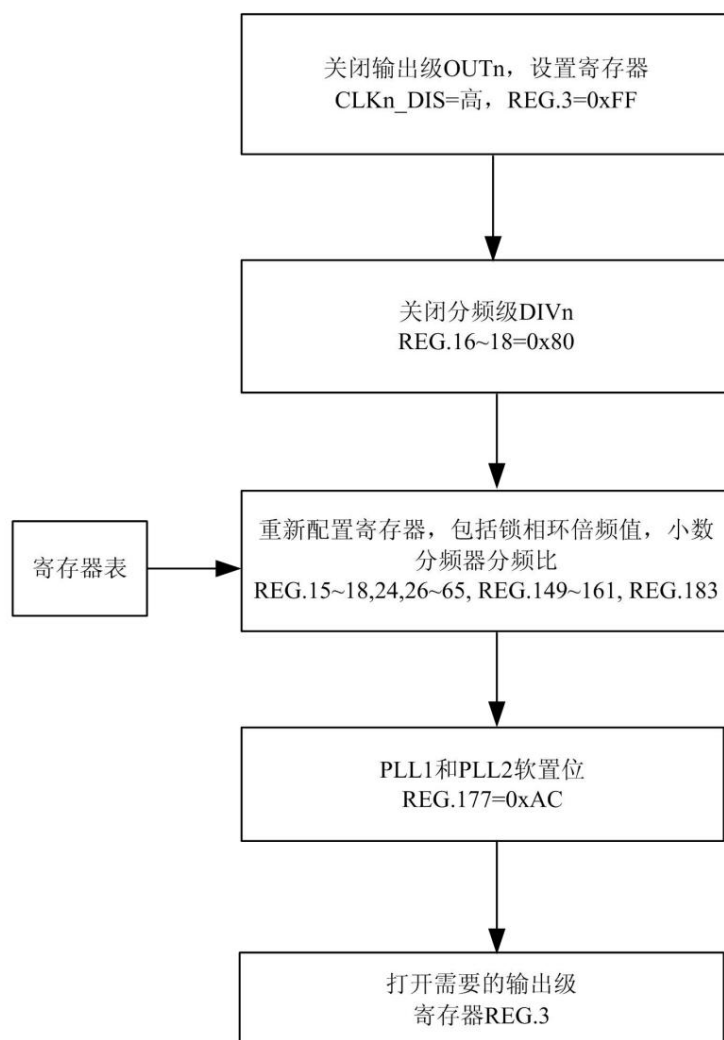 关闭输出级OUTn，设置寄存器
CLKn_DIS=高，REG.3=0xFF
关闭分频级DIVn
REG.16~18=0x80
寄存器表
重新配置寄存器，包括锁相环倍频值，小数
分频器分频比
REG.15~18,24,26~65, REG.149~161, REG.183
PLL1和PLL2软置位
REG.177=0xAC
打开需要的输出级
寄存器REG.3